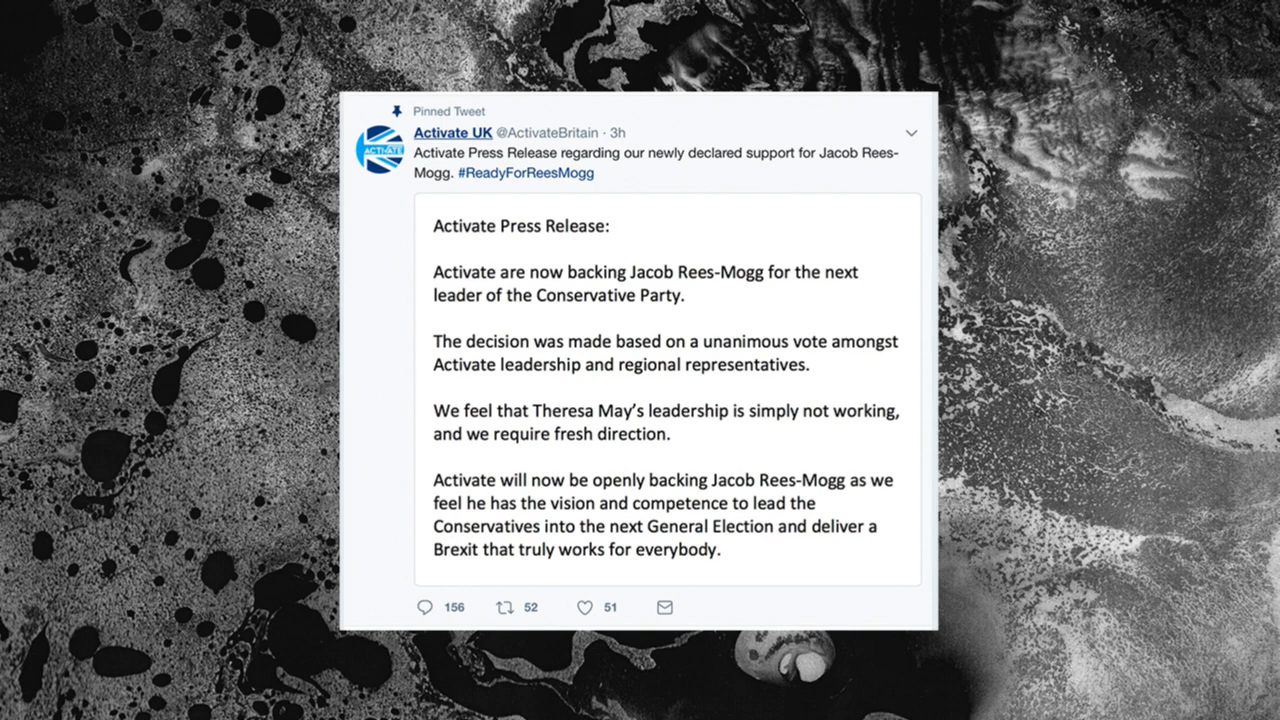 Pinned Tweet
Activate UK @ActivateBritain · 3h
Activate Press Release regarding our newly declared support for Jacob Rees-
Mogg. #ReadyForReesMogg
ACTIVATE
Activate Press Release:
Activate are now backing Jacob Rees-Mogg for the next
leader of the Conservative Party.
The decision was made based on a unanimous vote amongst
Activate leadership and regional representatives.
We feel that Theresa May’s leadership is simply not working,
and we require fresh direction.
Activate will now be openly backing Jacob Rees-Mogg as we
feel he has the vision and competence to lead the
Conservatives into the next General Election and deliver a
Brexit that truly works for everybody.
156 52 51